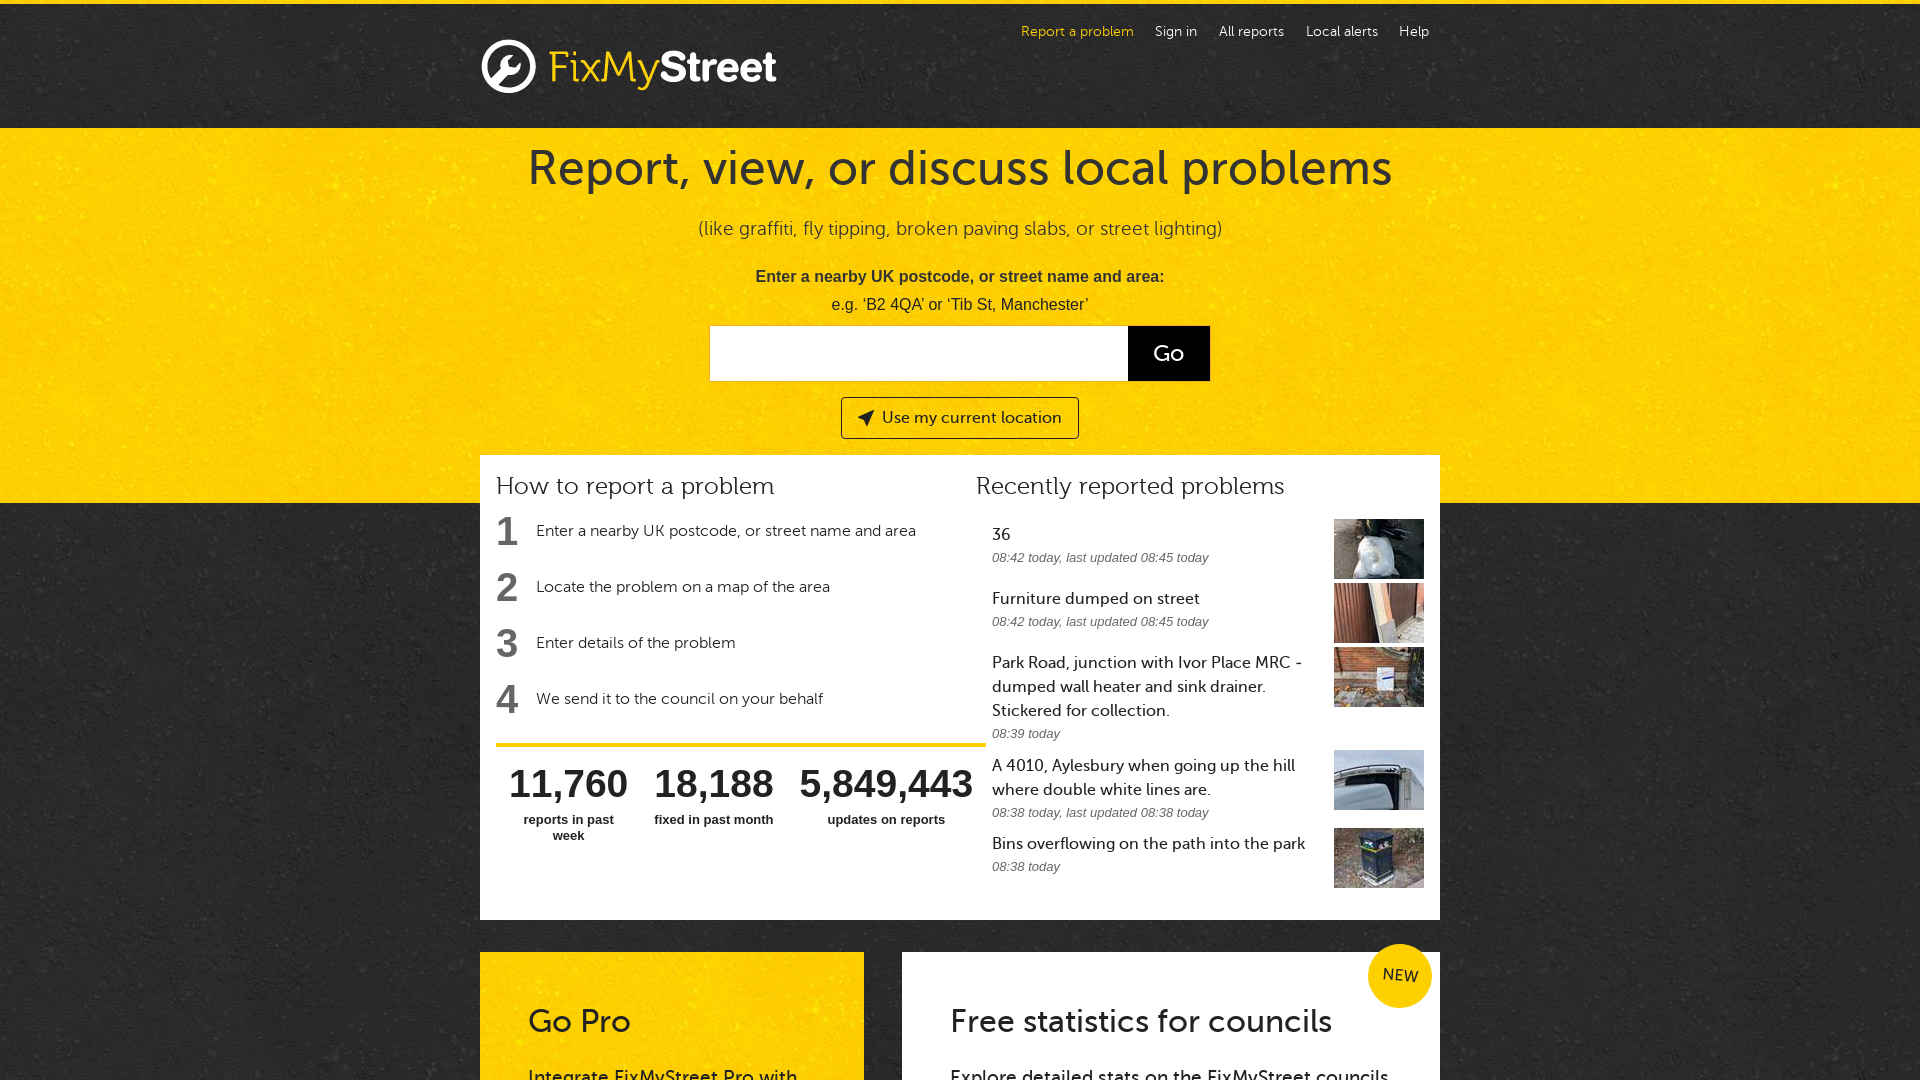 Report a problem
Sign in
All reports
Local alerts
Help
FixMyStreet
Report, view, or discuss local problems
(like graffiti, fly tipping, broken paving slabs, or street lighting)
Enter a nearby UK postcode, or street name and area:
e.g. ‘B2 4QA’ or ‘Tib St, Manchester’
Go
Use my current location
How to report a problem
1 Enter a nearby UK postcode, or street name and area
2 Locate the problem on a map of the area
3 Enter details of the problem
4 We send it to the council on your behalf
11,760
reports in past
week
18,188
fixed in past month
5,849,443
updates on reports
Recently reported problems
36
08:42 today, last updated 08:45 today
Furniture dumped on street
08:42 today, last updated 08:45 today
Park Road, junction with Ivor Place MRC -
dumped wall heater and sink drainer.
Stickered for collection.
08:39 today
A 4010, Aylesbury when going up the hill
where double white lines are.
08:38 today, last updated 08:38 today
Bins overflowing on the path into the park
08:38 today
Go Pro
Integrate FixMyStreet Pro with
NEW
Free statistics for councils
Explore detailed stats on the FixMyStreet councils